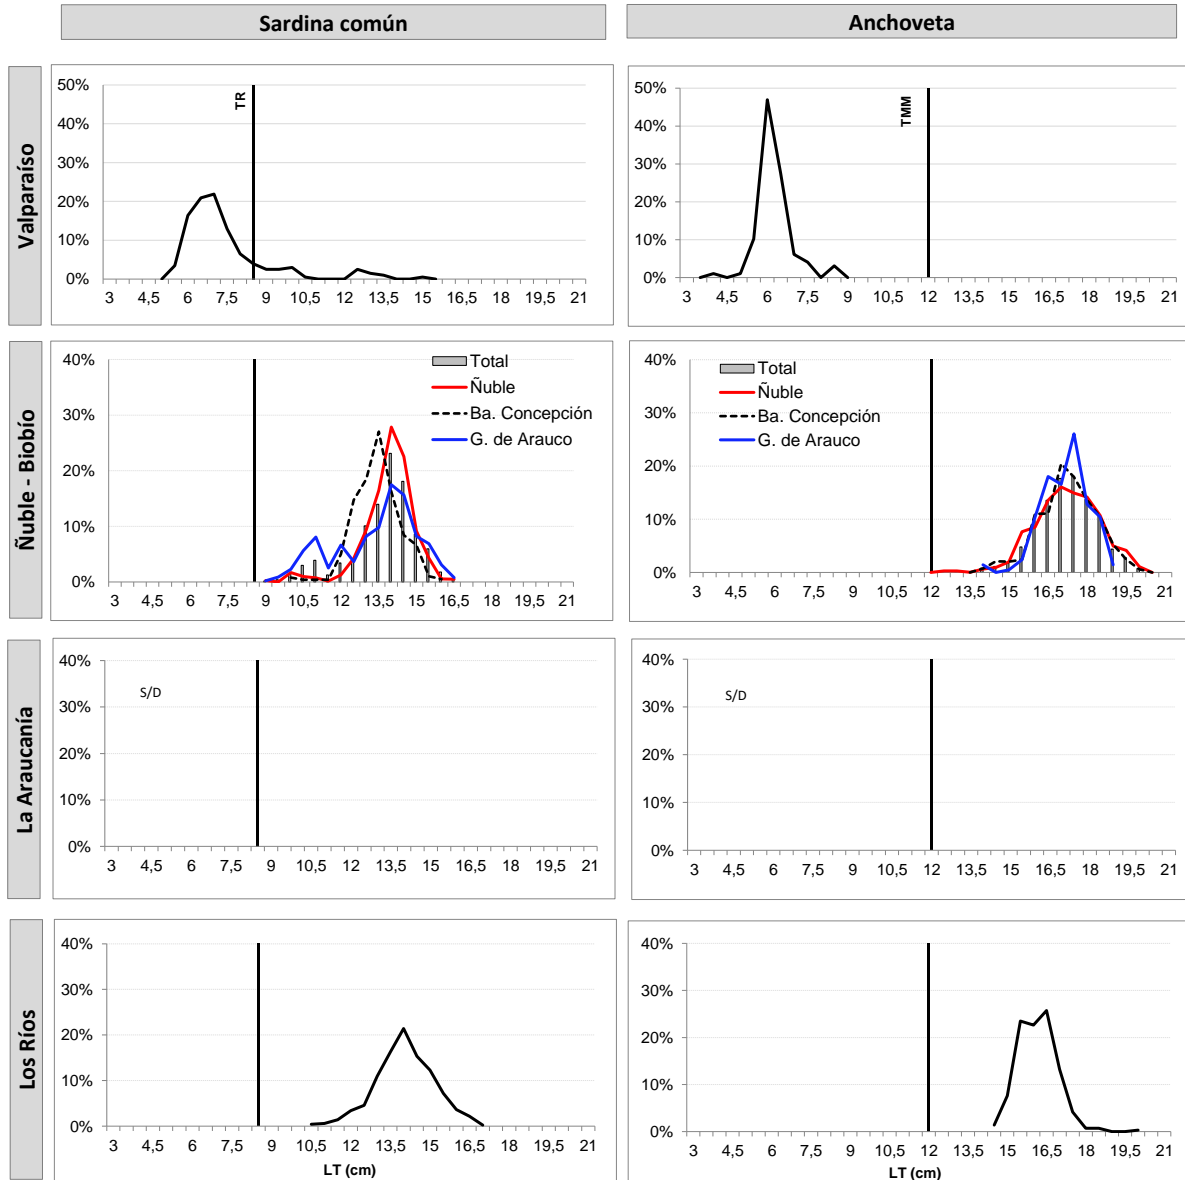 Sardina común
Anchoveta
Valparaíso
50%
40%
30%
20%
10%
0%
TR
3 4,5 6 7,5 9 10,5 12 13,5 15 16,5 18 19,5 21
50%
40%
30%
20%
10%
0%
TMM
3 4,5 6 7,5 9 10,5 12 13,5 15 16,5 18 19,5 21
Ñuble - Biobío
40%
30%
20%
10%
0%
Total
Ñuble
Ba. Concepción
G. de Arauco
3 4,5 6 7,5 9 10,5 12 13,5 15 16,5 18 19,5 21
40%
30%
20%
10%
0%
Total
Ñuble
Ba. Concepción
G. de Arauco
3 4,5 6 7,5 9 10,5 12 13,5 15 16,5 18 19,5 21
La Araucanía
40%
30%
20%
10%
0%
S/D
3 4,5 6 7,5 9 10,5 12 13,5 15 16,5 18 19,5 21
40%
30%
20%
10%
0%
S/D
3 4,5 6 7,5 9 10,5 12 13,5 15 16,5 18 19,5 21
Los Ríos
40%
30%
20%
10%
0%
3 4,5 6 7,5 9 10,5 12 13,5 15 16,5 18 19,5 21
LT (cm)
40%
30%
20%
10%
0%
3 4,5 6 7,5 9 10,5 12 13,5 15 16,5 18 19,5 21
LT (cm)